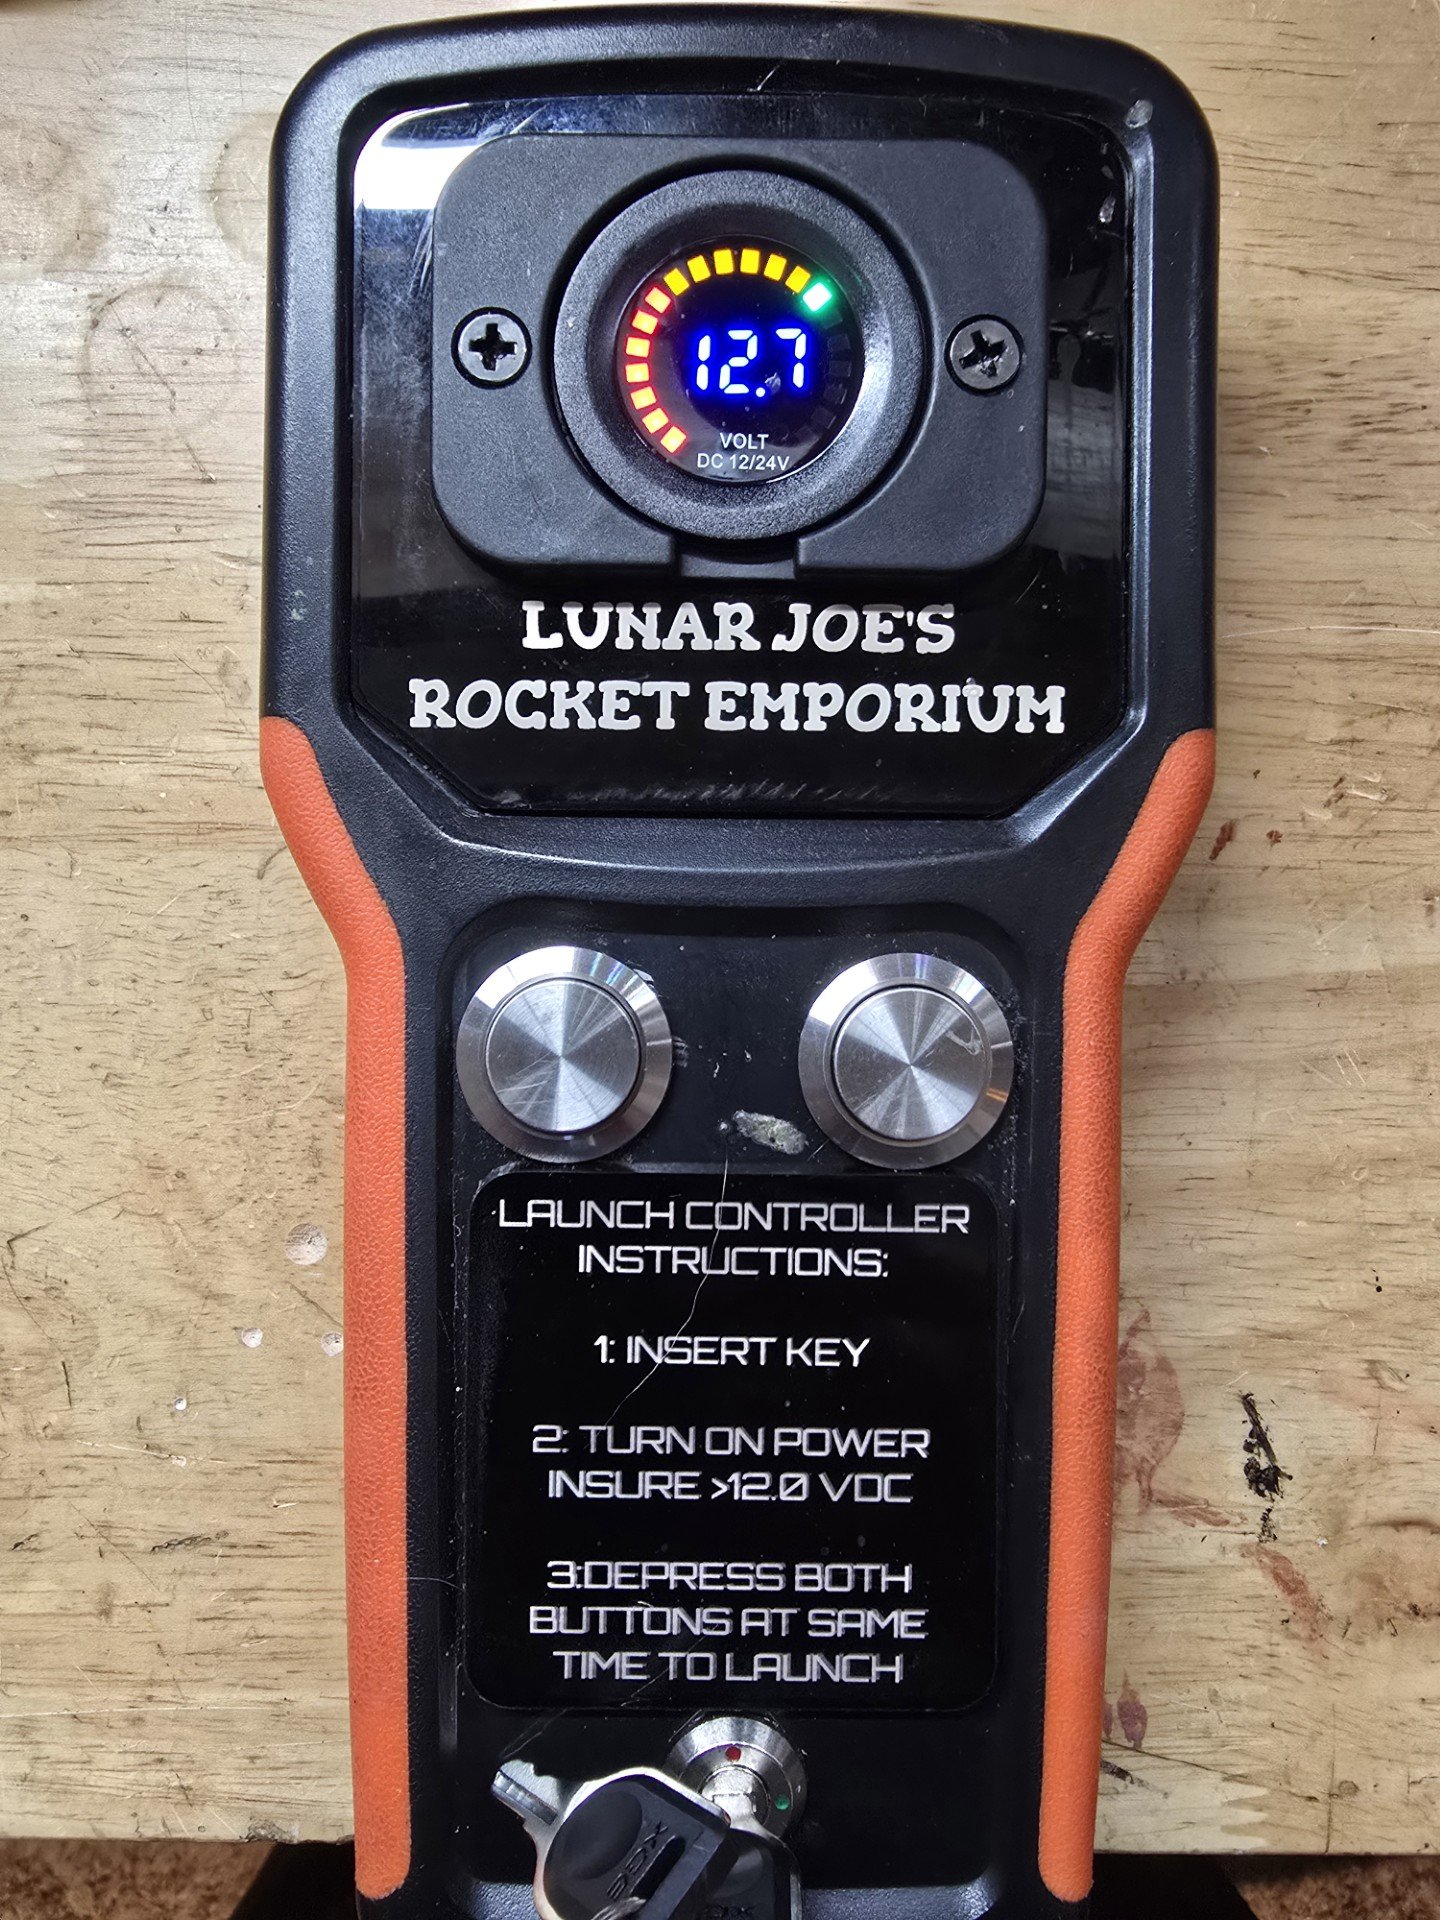 12.7
VOLT
DC 12/24V
LUNAR JOE'S
ROCKET EMPORIUM
LAUNCH CONTROLLER
INSTRUCTIONS:
1: INSERT KEY
2: TURN ON POWER
INSURE >12.0 VDC
3:DEPRESS BOTH
BUTTONS AT SAME
TIME TO LAUNCH